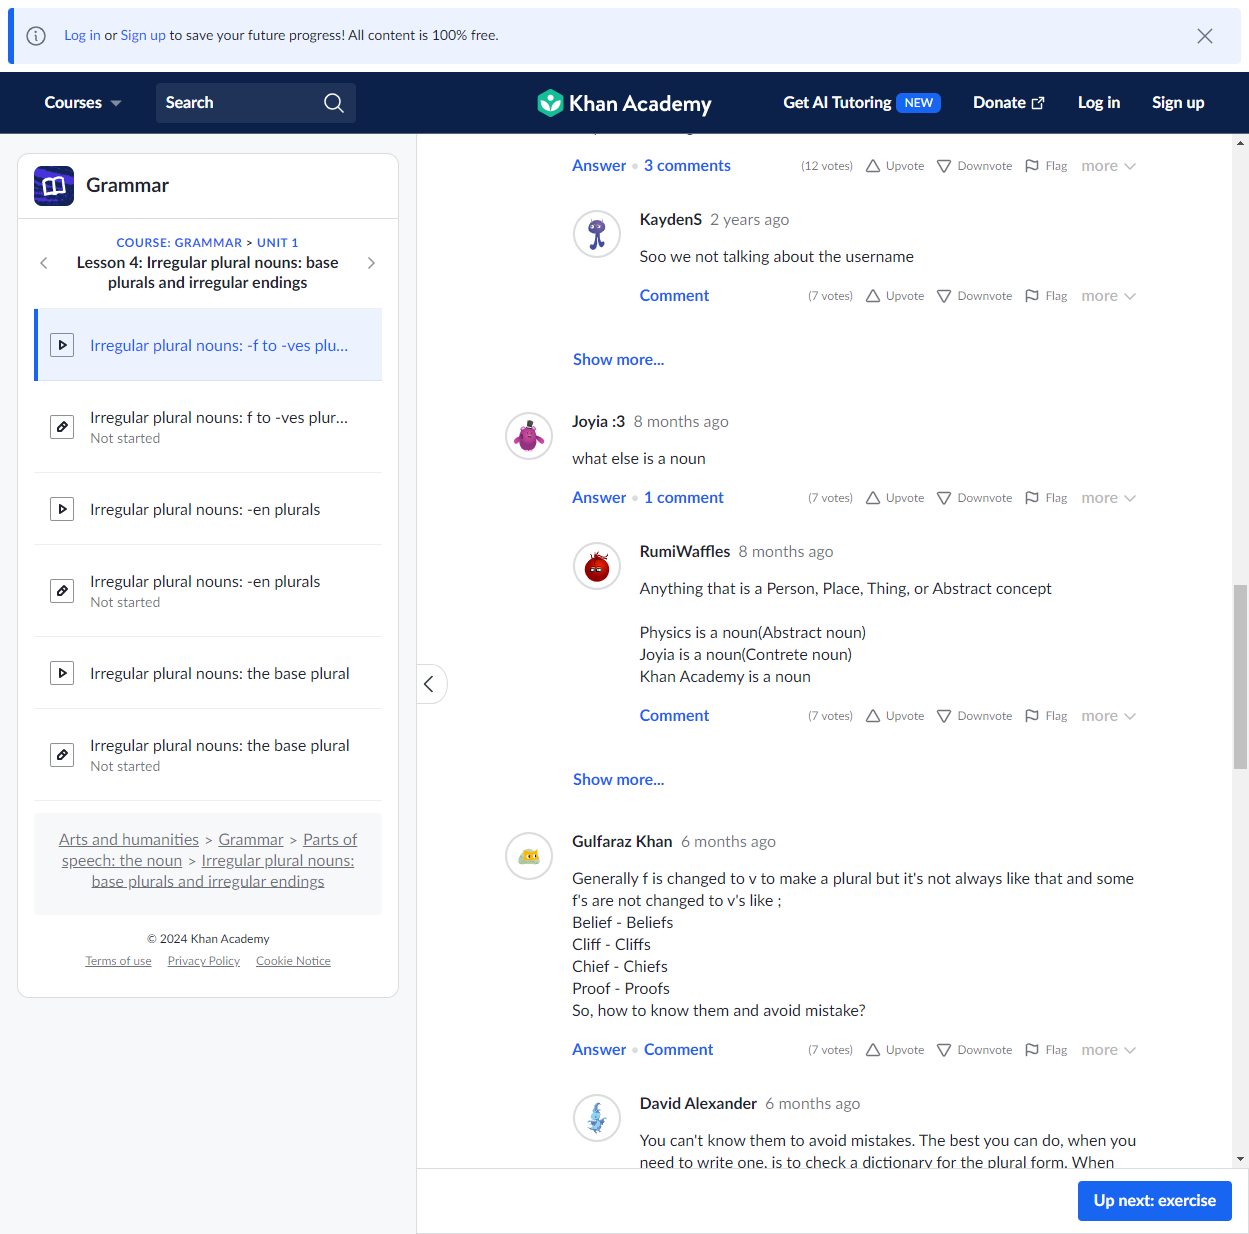 Log in or Sign up to save your future progress! All content is 100% free.
Courses
Search
Khan Academy
Get AI Tutoring NEW
Donate
Log in
Sign up
Grammar
COURSE: GRAMMAR > UNIT 1
Lesson 4: Irregular plural nouns: base
plurals and irregular endings
Irregular plural nouns: -f to -ves plu...
Irregular plural nouns: f to -ves plur...
Not started
Irregular plural nouns: -en plurals
Irregular plural nouns: -en plurals
Not started
Irregular plural nouns: the base plural
Irregular plural nouns: the base plural
Not started
Arts and humanities > Grammar > Parts of
speech: the noun > Irregular plural nouns:
base plurals and irregular endings
© 2024 Khan Academy
Terms of use Privacy Policy Cookie Notice
Answer • 3 comments (12 votes) Upvote Downvote Flag more
KaydenS 2 years ago
Soo we not talking about the username
Comment (7 votes) Upvote Downvote Flag more
Show more...
Joyia :3 8 months ago
what else is a noun
Answer • 1 comment (7 votes) Upvote Downvote Flag more
RumiWaffles 8 months ago
Anything that is a Person, Place, Thing, or Abstract concept
Physics is a noun(Abstract noun)
Joyia is a noun(Contrete noun)
Khan Academy is a noun
Comment (7 votes) Upvote Downvote Flag more
Show more...
Gulfaraz Khan 6 months ago
Generally f is changed to v to make a plural but it's not always like that and some
f's are not changed to v's like ;
Belief - Beliefs
Cliff - Cliffs
Chief - Chiefs
Proof - Proofs
So, how to know them and avoid mistake?
Answer • Comment (7 votes) Upvote Downvote Flag more
David Alexander 6 months ago
You can't know them to avoid mistakes. The best you can do, when you
need to write one, is to check a dictionary for the plural form. When
Up next: exercise